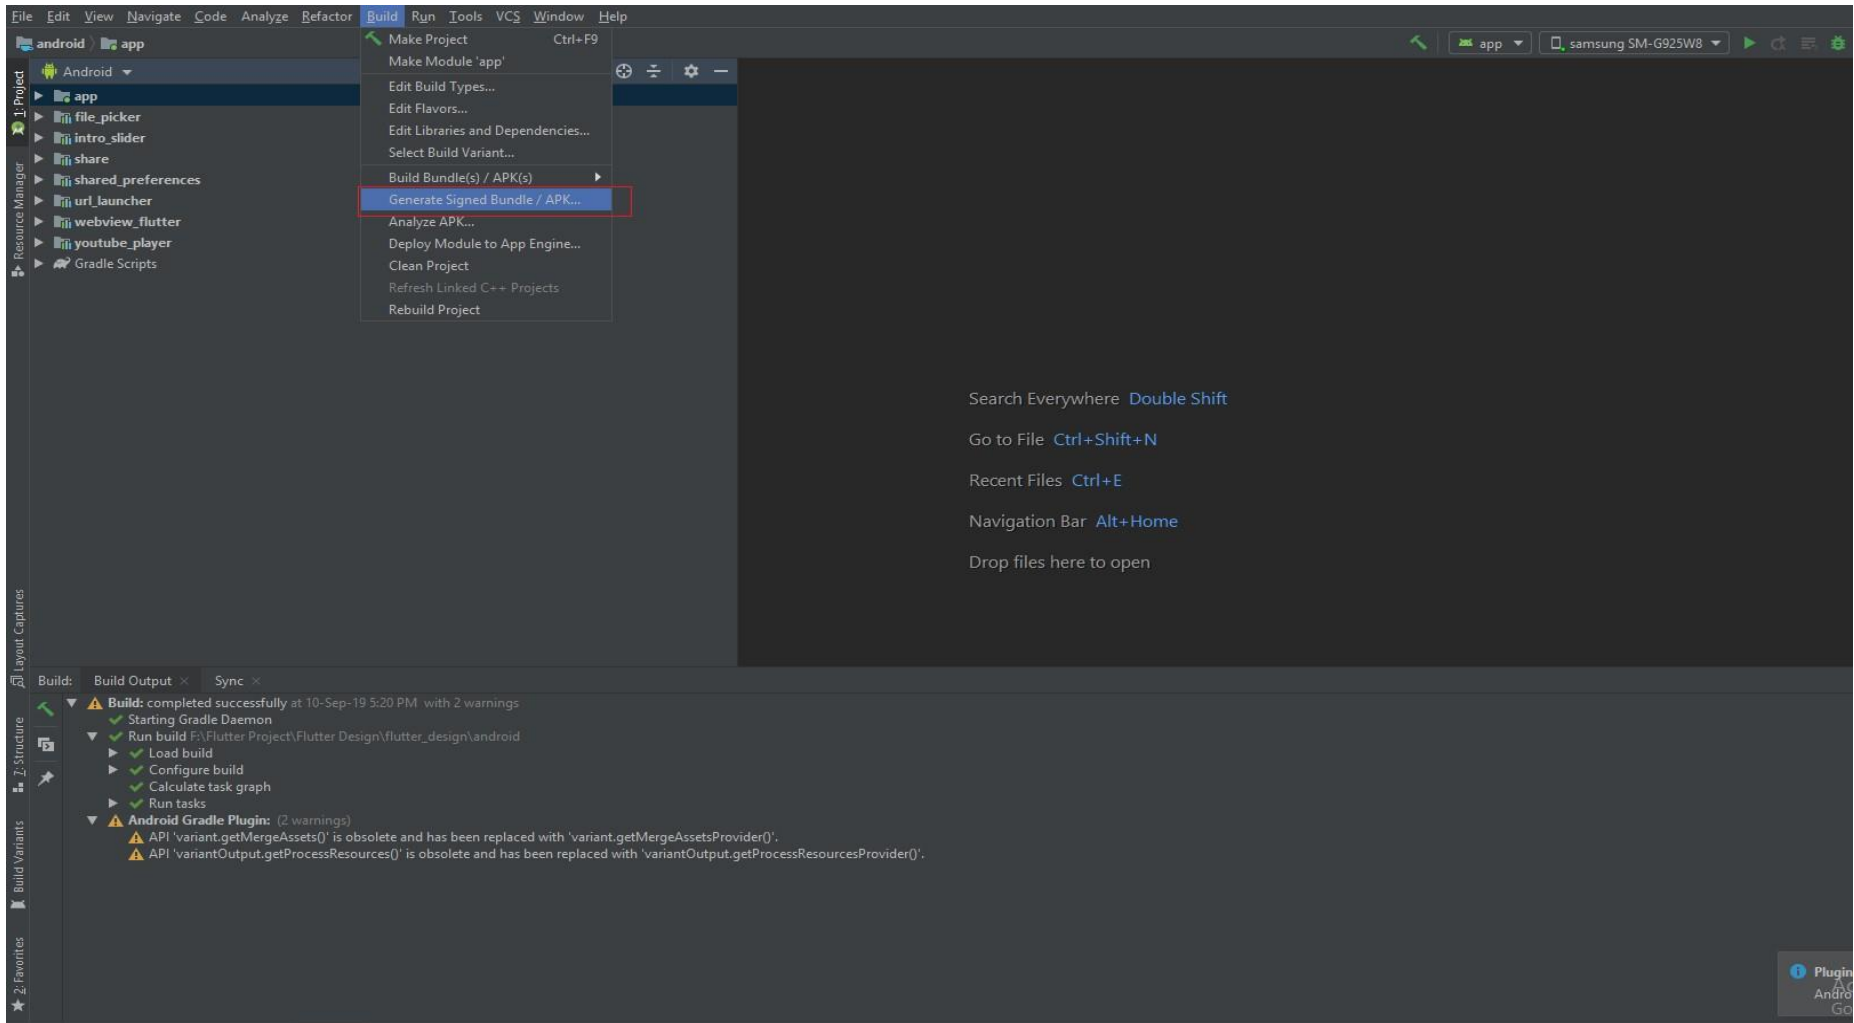 File Edit View Navigate Code Analyze Refactor Build Run Tools VCS Window Help
android app
app samsung SM-G925W8
Android
app
file_picker
intro_slider
share
shared_preferences
url_launcher
webview_flutter
youtube_player
Gradle Scripts
Make Project Ctrl+F9
Make Module 'app'
Edit Build Types...
Edit Flavors...
Edit Libraries and Dependencies...
Select Build Variant...
Build Bundle(s) / APK(s)
Generate Signed Bundle / APK...
Analyze APK...
Deploy Module to App Engine...
Clean Project
Refresh Linked C++ Projects
Rebuild Project
1: Project
Resource Manager
Layout Captures
7: Structure
Build Variants
2: Favorites
Search Everywhere Double Shift
Go to File Ctrl+Shift+N
Recent Files Ctrl+E
Navigation Bar Alt+Home
Drop files here to open
Build: Build Output Sync
Build: completed successfully at 10-Sep-19 5:20 PM with 2 warnings
Starting Gradle Daemon
Run build F:\Flutter Project\Flutter Design\flutter_design\android
Load build
Configure build
Calculate task graph
Run tasks
Android Gradle Plugin: (2 warnings)
API 'variant.getMergeAssets()' is obsolete and has been replaced with 'variant.getMergeAssetsProvider()'.
API 'variantOutput.getProcessResources()' is obsolete and has been replaced with 'variantOutput.getProcessResourcesProvider()'.
Plugin
Andro
Go